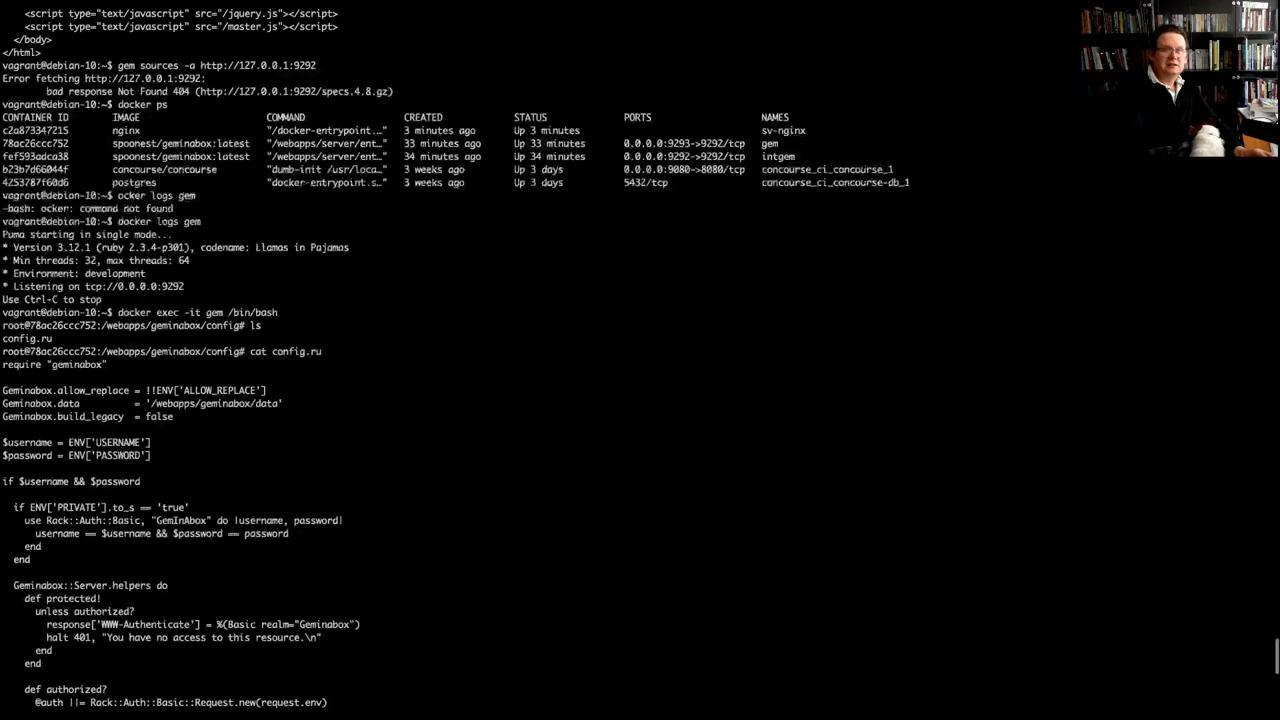 <script type="text/javascript" src="/jquery.js"></script>
<script type="text/javascript" src="/master.js"></script>
</body>
</html>
vagrant@debian-10:~$ gem sources -a http://127.0.0.1:9292
Error fetching http://127.0.0.1:9292:
bad response Not Found 404 (http://127.0.0.1:9292/specs.4.8.gz)
vagrant@debian-10:~$ docker ps
CONTAINER ID IMAGE COMMAND CREATED STATUS PORTS NAMES
c2a873347215 nginx "/docker-entrypoint.…" 3 minutes ago Up 3 minutes sv-nginx
78ac26ccc752 spoonest/geminabox:latest "/webapps/server/ent…" 33 minutes ago Up 33 minutes 0.0.0.0:9293->9292/tcp gem
fef593adca38 spoonest/geminabox:latest "/webapps/server/ent…" 34 minutes ago Up 34 minutes 0.0.0.0:9292->9292/tcp intgem
b23b7d66044f concourse/concourse "dumb-init /usr/loca…" 3 weeks ago Up 3 days 0.0.0.0:9080->8080/tcp concourse_ci_concourse_1
4253787f60d6 postgres "docker-entrypoint.s…" 3 weeks ago Up 3 days 5432/tcp concourse_ci_concourse-db_1
vagrant@debian-10:~$ ocker logs gem
-bash: ocker: command not found
vagrant@debian-10:~$ docker logs gem
Puma starting in single mode...
* Version 3.12.1 (ruby 2.3.4-p301), codename: Llamas in Pajamas
* Min threads: 32, max threads: 64
* Environment: development
* Listening on tcp://0.0.0.0:9292
Use Ctrl-C to stop
vagrant@debian-10:~$ docker exec -it gem /bin/bash
root@78ac26ccc752:/webapps/geminabox/config# ls
config.ru
root@78ac26ccc752:/webapps/geminabox/config# cat config.ru
require "geminabox"
Geminabox.allow_replace = !!ENV['ALLOW_REPLACE']
Geminabox.data = '/webapps/geminabox/data'
Geminabox.build_legacy = false
$username = ENV['USERNAME']
$password = ENV['PASSWORD']
if $username && $password
if ENV['PRIVATE'].to_s == 'true'
use Rack::Auth::Basic, "GemInAbox" do |username, password|
username == $username && $password == password
end
end
Geminabox::Server.helpers do
def protected!
unless authorized?
response['WWW-Authenticate'] = %(Basic realm="Geminabox")
halt 401, "You have no access to this resource.\n"
end
end
def authorized?
@auth ||= Rack::Auth::Basic::Request.new(request.env)